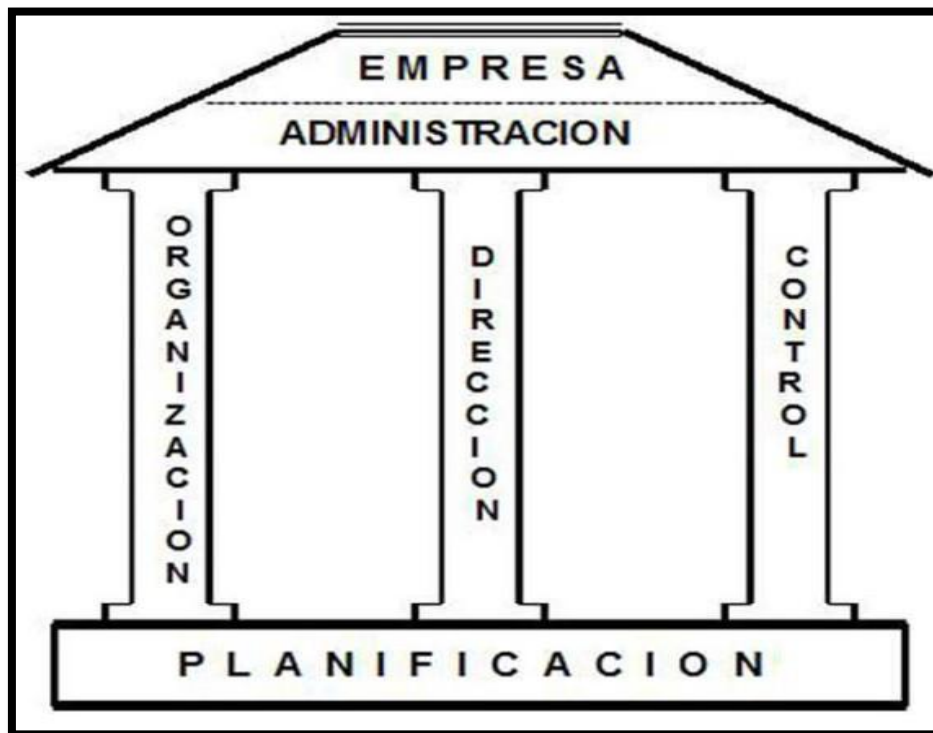 EMPRESA
ADMINISTRACION
ORGANIZACION
DIRECCION
CONTROL
PLANIFICACION